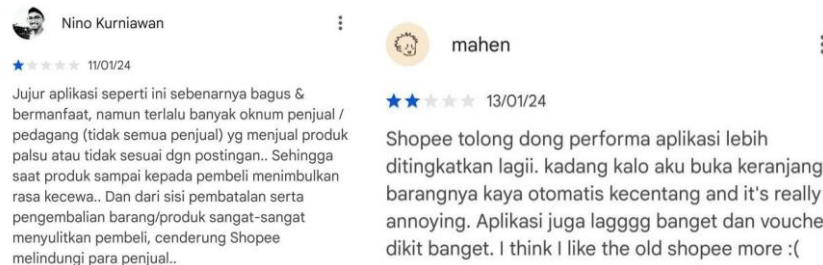 Nino Kurniawan
11/01/24
Jujur aplikasi seperti ini sebenarnya bagus &
bermanfaat, namun terlalu banyak oknum penjual /
pedagang (tidak semua penjual) yg menjual produk
palsu atau tidak sesuai dgn postingan.. Sehingga
saat produk sampai kepada pembeli menimbulkan
rasa kecewa.. Dan dari sisi pembatalan serta
pengembalian barang/produk sangat-sangat
menyulitkan pembeli, cenderung Shopee
melindungi para penjual..
mahen
13/01/24
Shopee tolong dong performa aplikasi lebih
ditingkatkan lagii. kadang kalo aku buka keranjang
barangnya kaya otomatis kecentang and it's really
annoying. Aplikasi juga lagggg banget dan vouche
dikit banget. I think I like the old shopee more :(